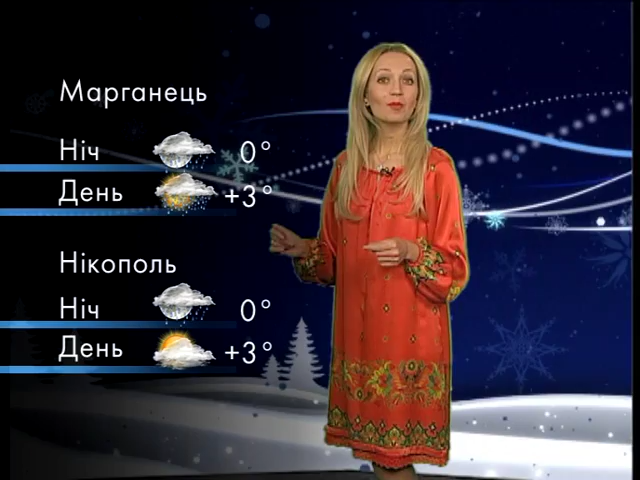 Марганець
Ніч 0°
День +3°
Нікополь
Ніч 0°
День +3°